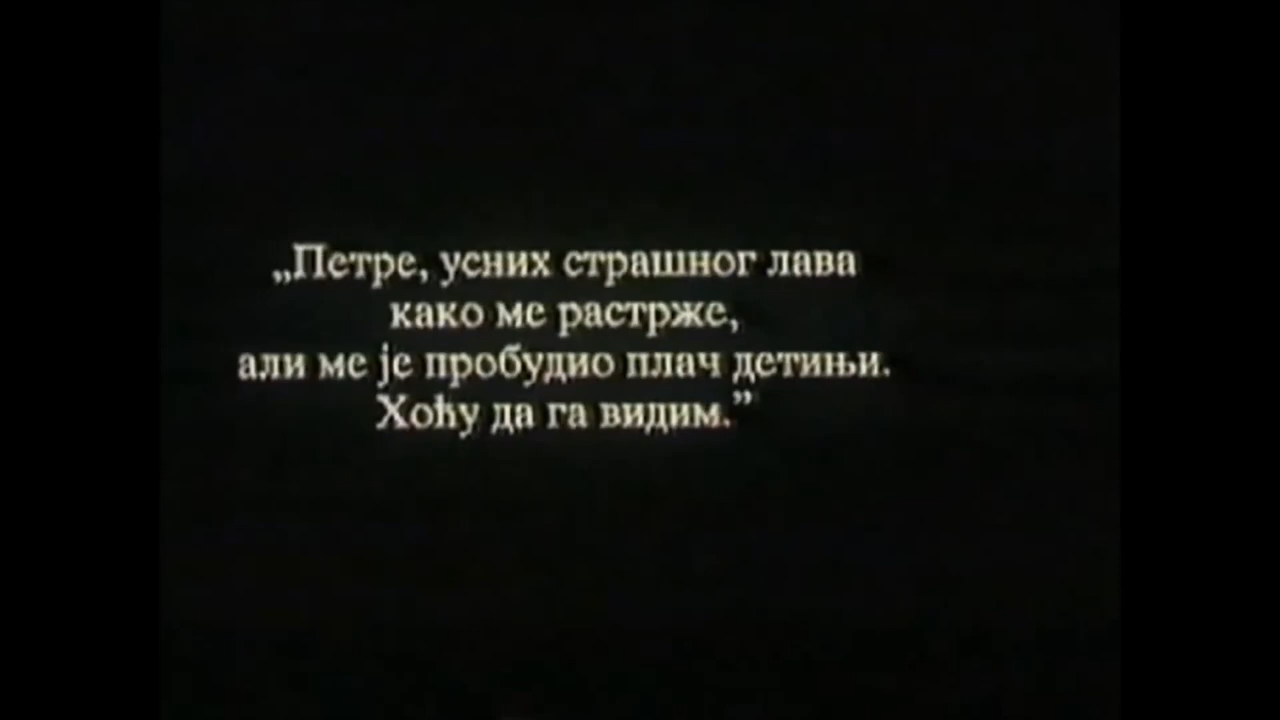 „Петре, усних страшног лава
како ме растрже,
али ме је пробудио плач детињи.
Хоћу да га видим.”